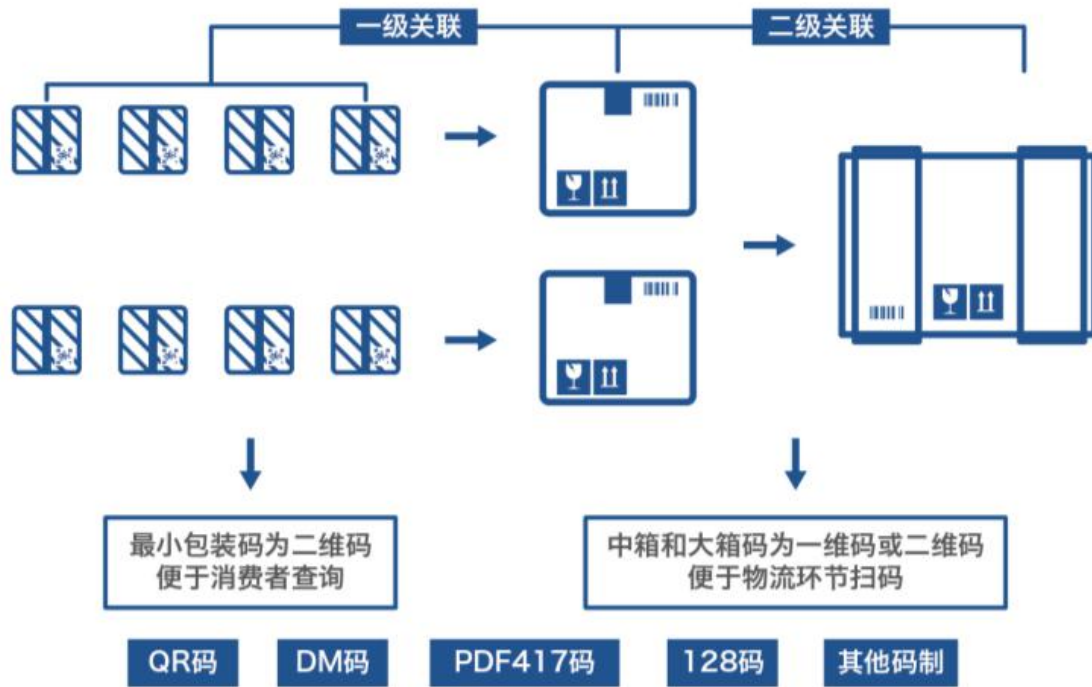 一级关联
二级关联
最小包装码为二维码
便于消费者查询
中箱和大箱码为一维码或二维码
便于物流环节扫码
QR码
DM码
PDF417码
128码
其他码制